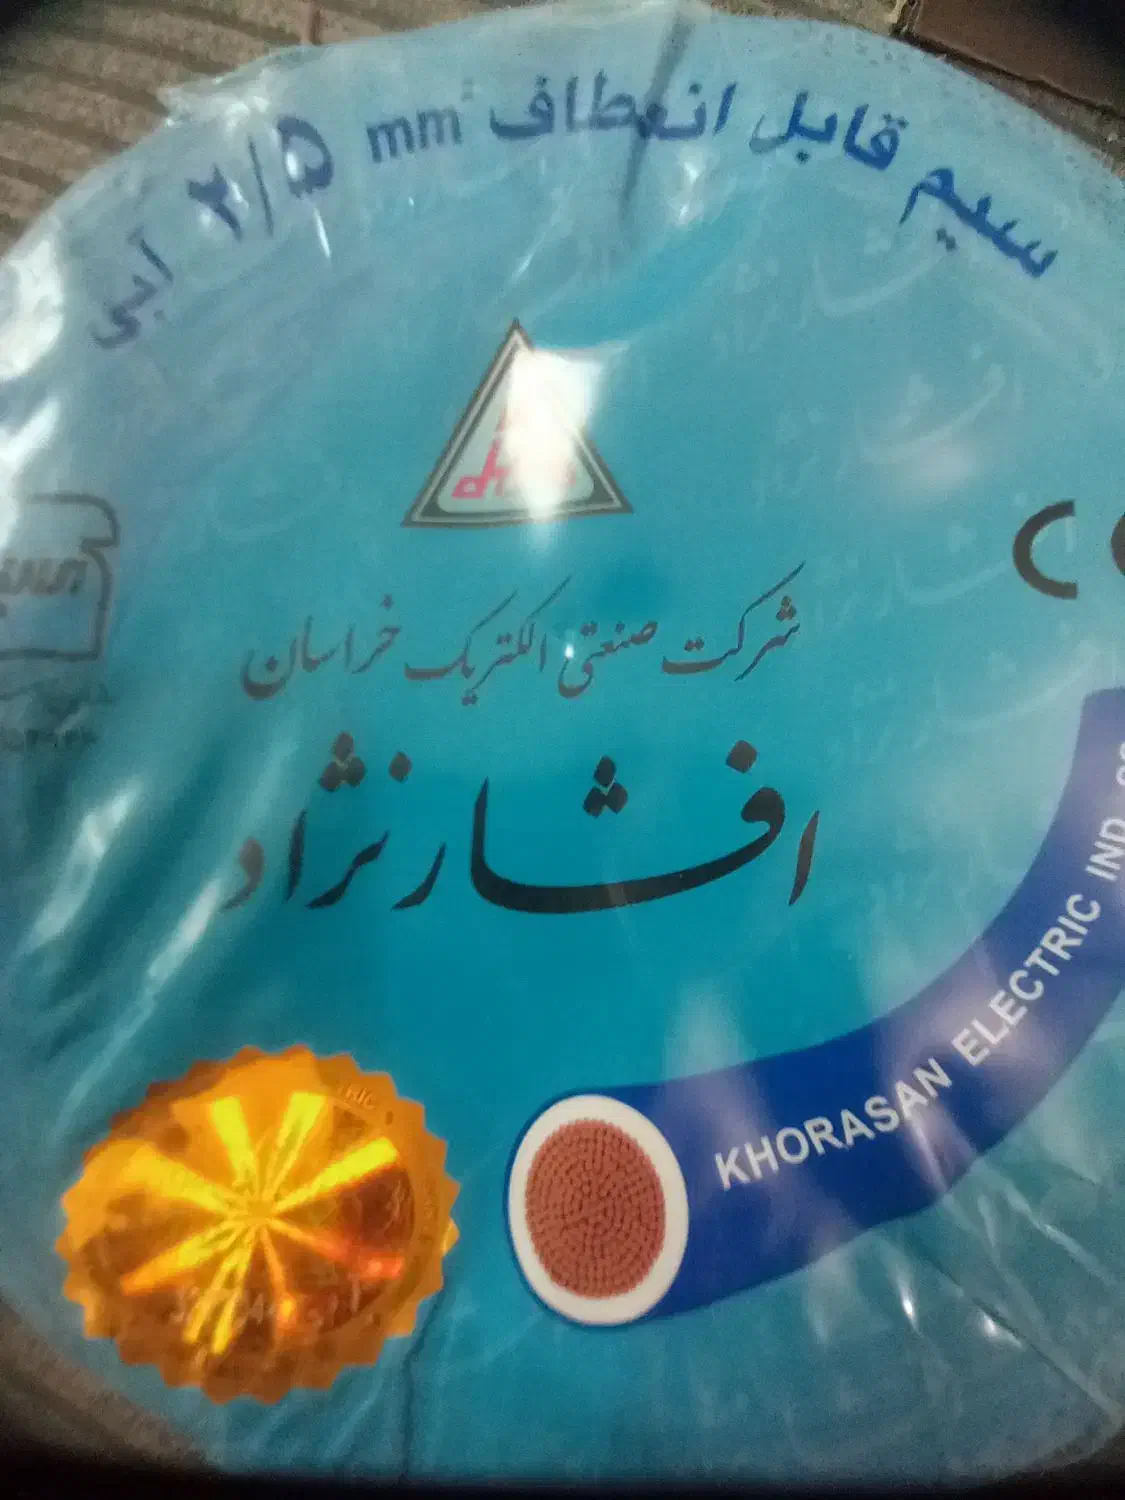 سیم قابل انعطاف ۲/۵ mm² آبی
شرکت صنعتی الکتریک خراسان
افشارنژاد
KHORASAN ELECTRIC IND